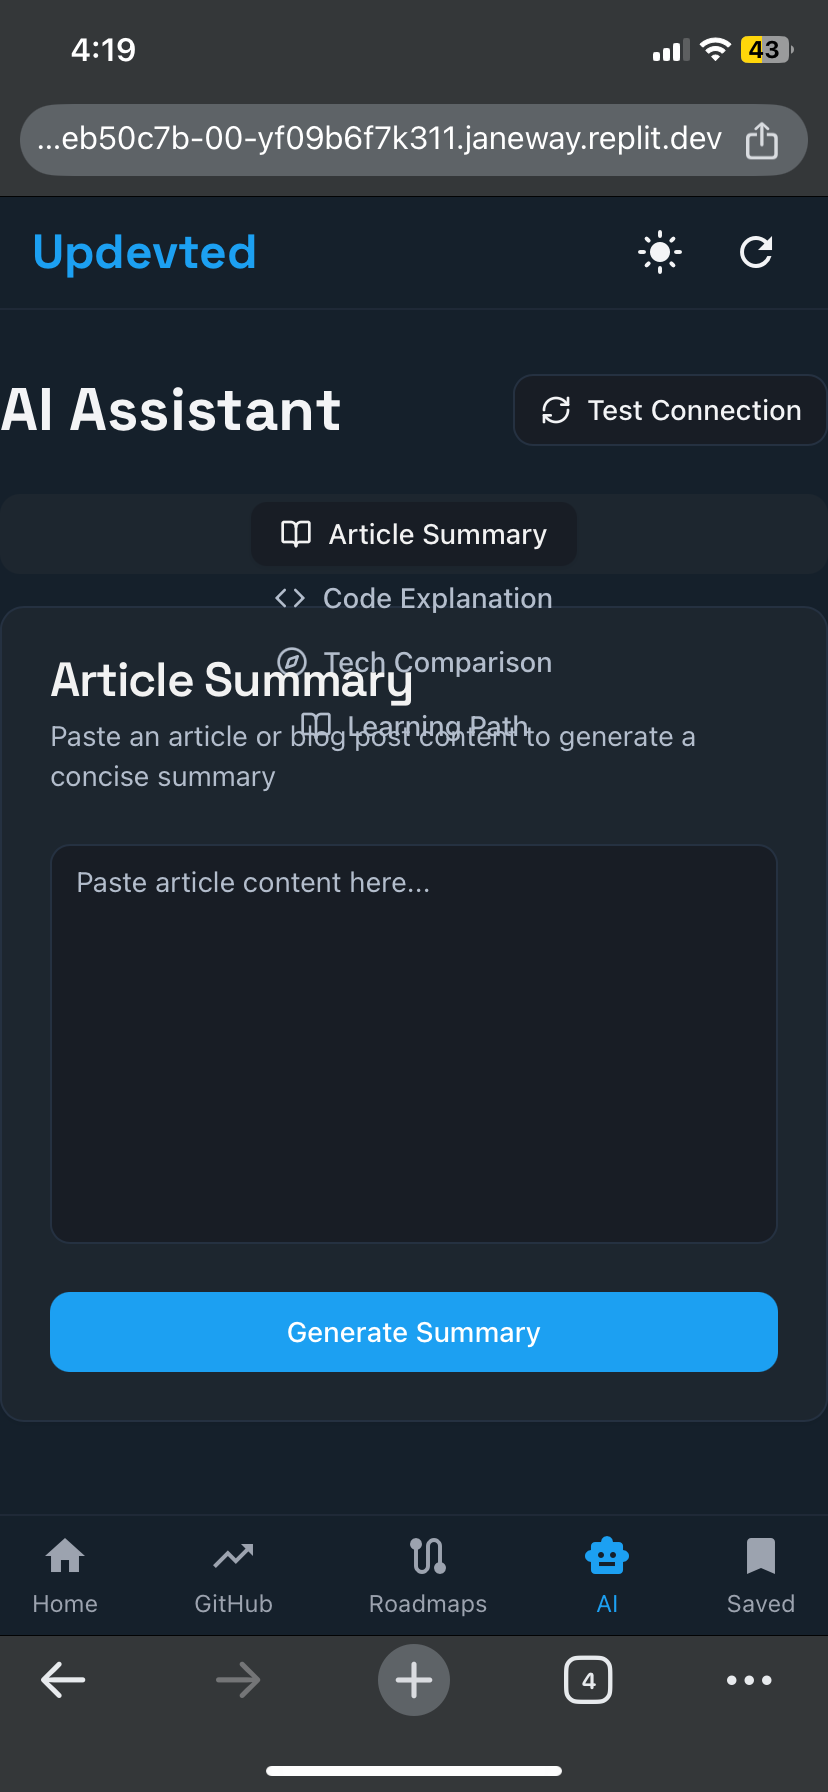 4:19
43
...eb50c7b-00-yf09b6f7k311.janeway.replit.dev
Updevted
AI Assistant
Test Connection
Article Summary
Code Explanation
Tech Comparison
Article Summary
Learning Path
Paste an article or blog post content to generate a
concise summary
Paste article content here...
Generate Summary
Home
GitHub
Roadmaps
AI
Saved
4